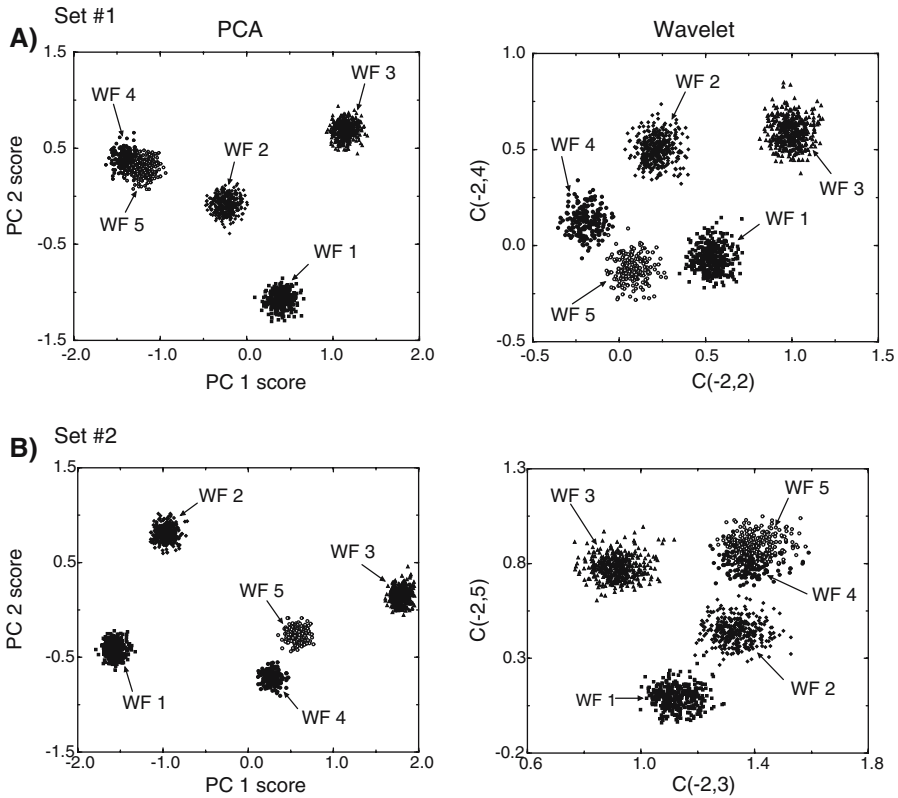 Set #1
A)
PCA
Wavelet
1.5
0.5
-0.5
-1.5
PC 2 score
WF 4
WF 3
WF 2
WF 5
WF 1
-2.0
-1.0
0.0
1.0
2.0
PC 1 score
1.0
0.5
0.0
-0.5
C(-2,4)
WF 2
WF 4
WF 3
WF 1
WF 5
-0.5
0.0
0.5
1.0
1.5
C(-2,2)
Set #2
B)
1.5
0.5
-0.5
-1.5
PC 2 score
WF 2
WF 3
WF 5
WF 1
WF 4
-2.0
-1.0
0.0
1.0
2.0
PC 1 score
1.3
0.8
0.3
-0.2
C(-2,5)
WF 5
WF 3
WF 4
WF 2
WF 1
0.6
1.0
1.4
1.8
C(-2,3)